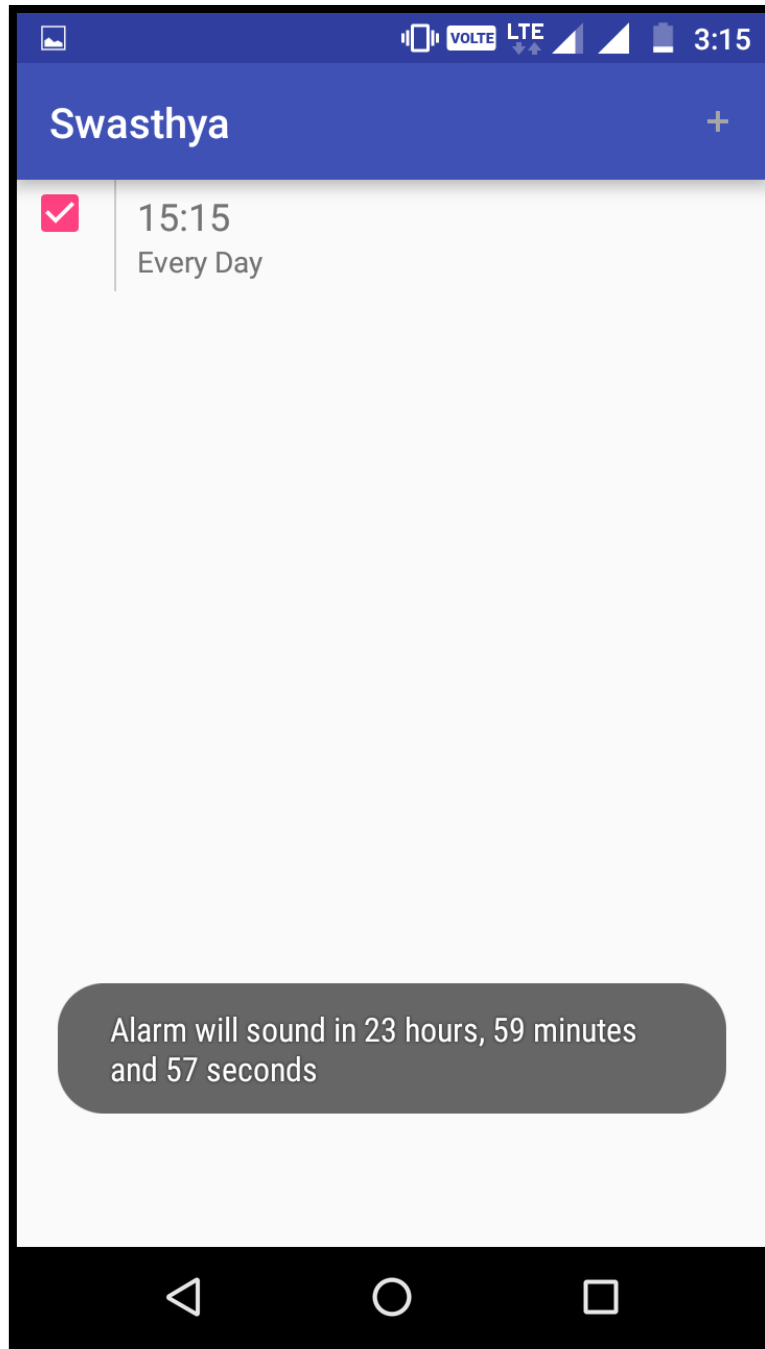 VOLTE LTE 3:15
Swasthya +
15:15
Every Day
Alarm will sound in 23 hours, 59 minutes
and 57 seconds